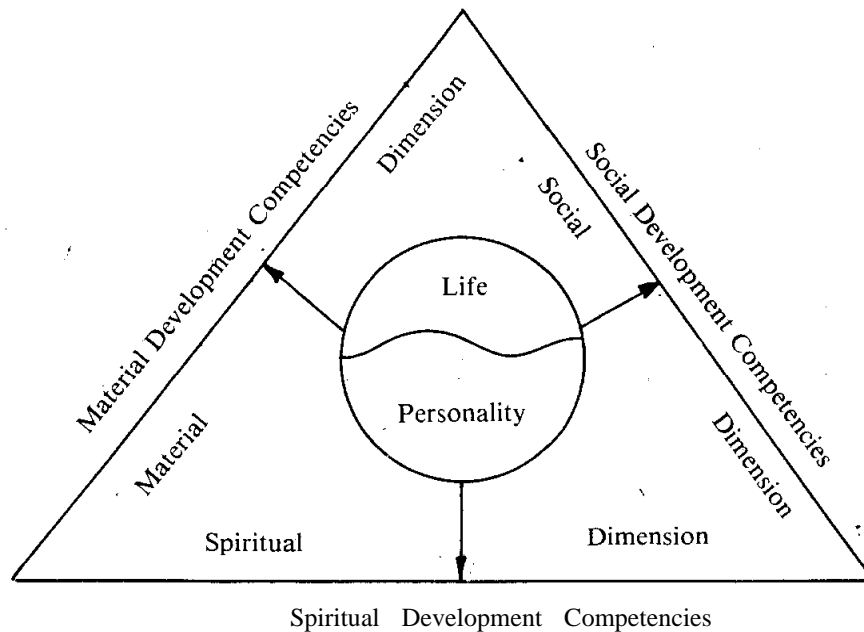 Material Development Competencies
Material Dimension
Social Development Competencies
Social Dimension
Life
Personality
Spiritual Dimension
Spiritual Development Competencies